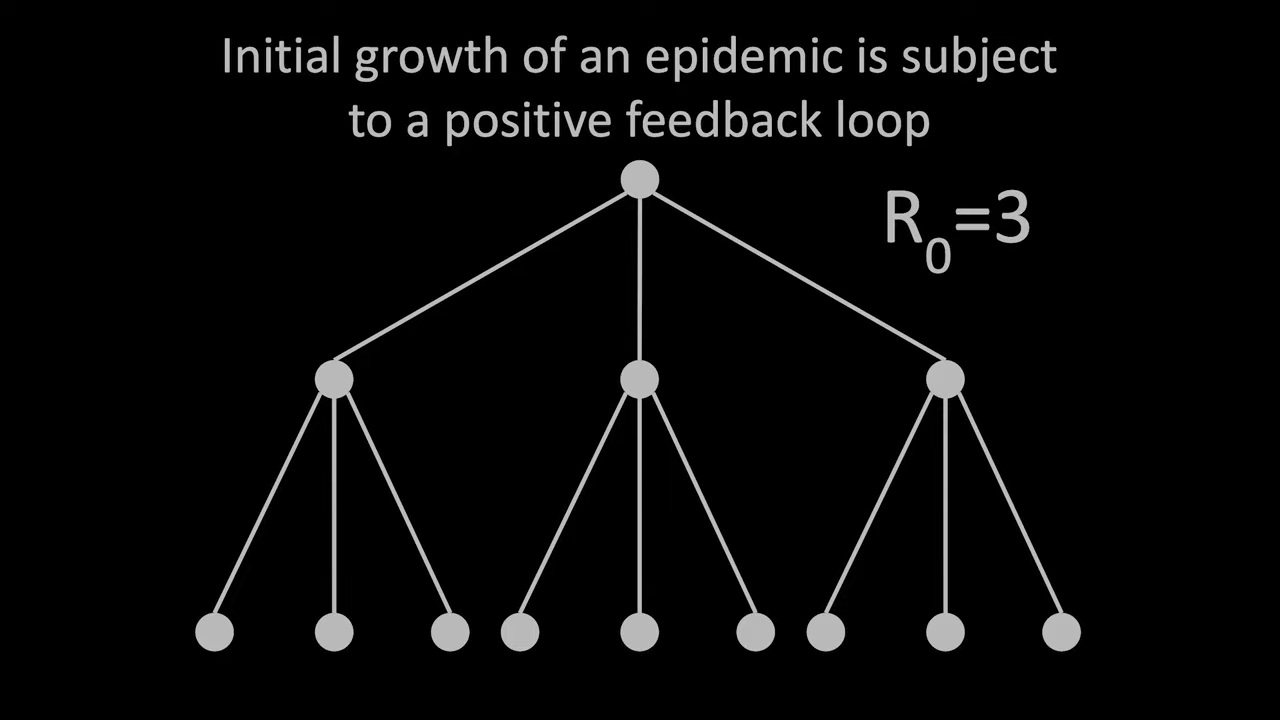 Initial growth of an epidemic is subject
to a positive feedback loop
R₀=3